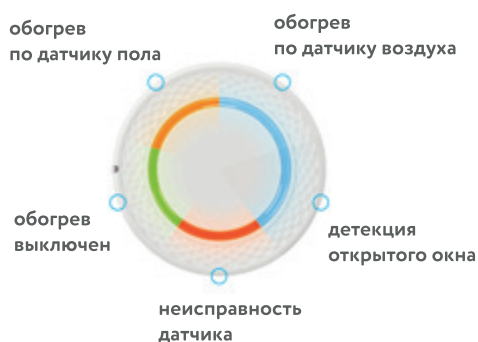 обогрев
по датчику пола
обогрев
по датчику воздуха
обогрев
выключен
детекция
открытого окна
неисправность
датчика